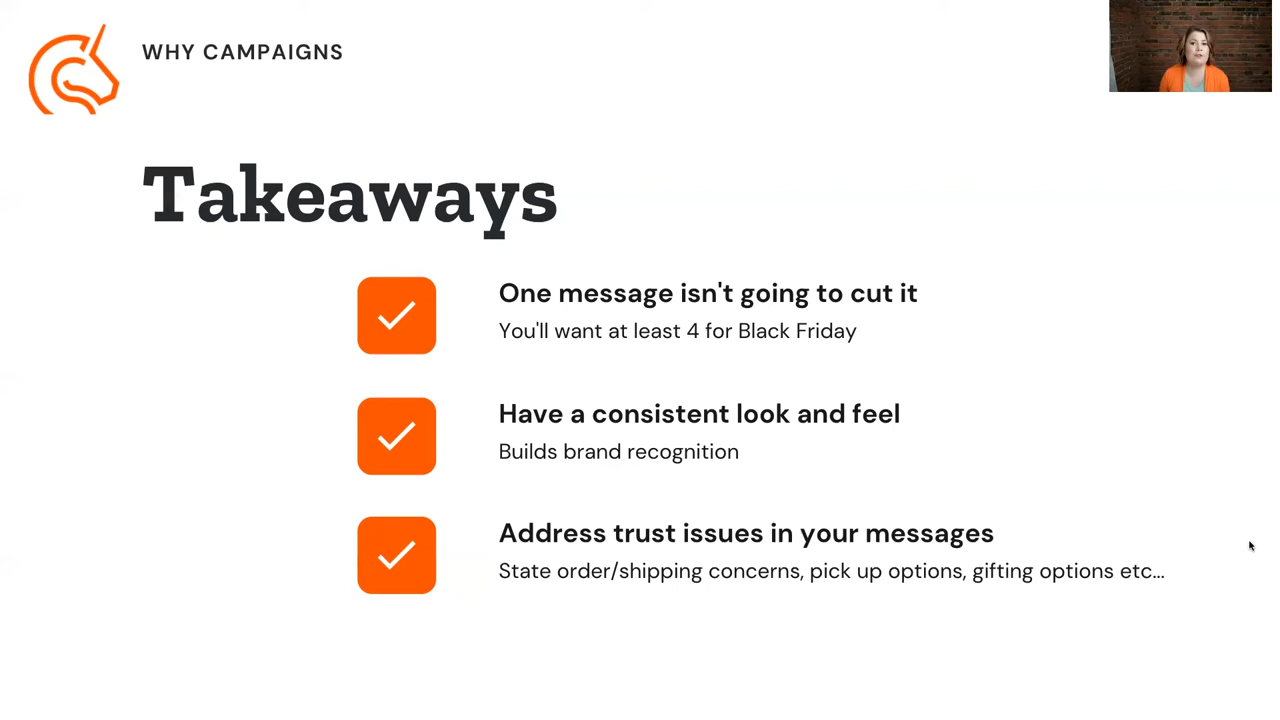 WHY CAMPAIGNS
Takeaways
One message isn't going to cut it
You'll want at least 4 for Black Friday
Have a consistent look and feel
Builds brand recognition
Address trust issues in your messages
State order/shipping concerns, pick up options, gifting options etc...